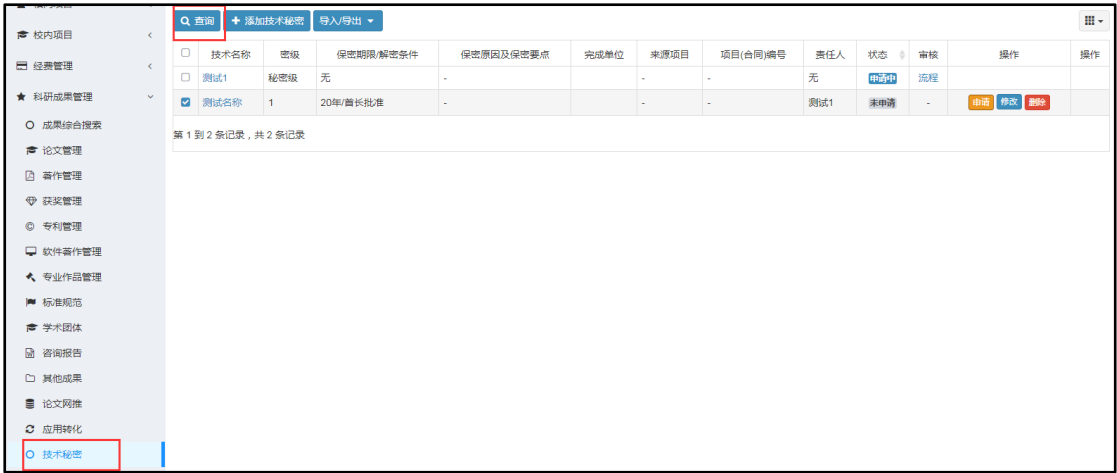 查询 添加技术秘密 导入/导出
校内项目
经费管理
科研成果管理
成果综合搜索
论文管理
著作管理
获奖管理
专利管理
软件著作管理
专业作品管理
标准规范
学术团体
咨询报告
其他成果
论文网推
应用转化
技术秘密
技术名称 密级 保密期限/解密条件 保密原因及保密要点 完成单位 来源项目 项目(合同)编号 责任人 状态 审核 操作 操作
测试1 秘密级 无 - - - 无 申请中 流程
测试名称 1 20年/首长批准 - - - 测试1 未申请 - 申请 修改 删除
第 1 到 2 条记录，共 2 条记录